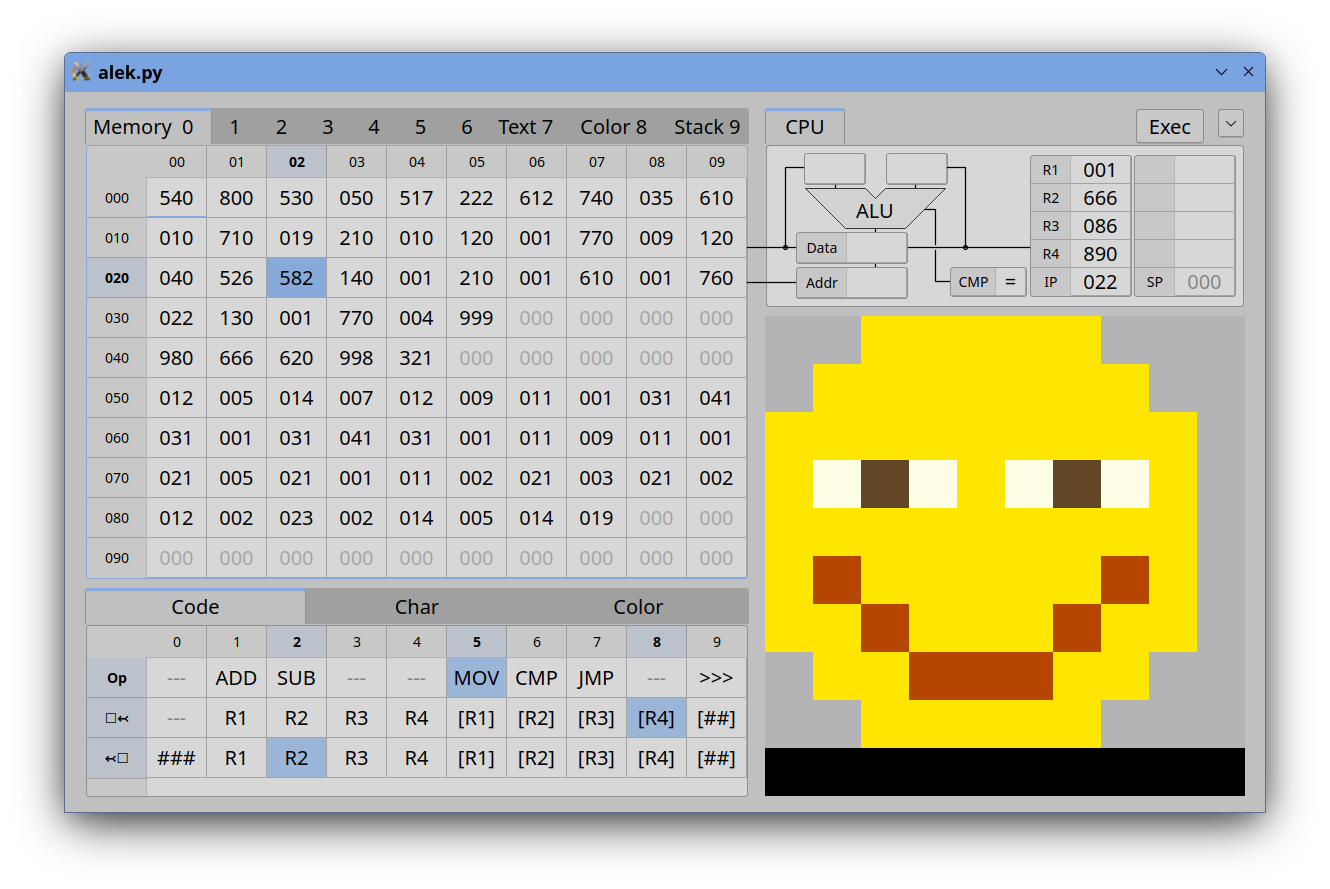 alek.py
Memory 0 1 2 3 4 5 6 Text 7 Color 8 Stack 9
00 01 02 03 04 05 06 07 08 09
000 540 800 530 050 517 222 612 740 035 610
010 010 710 019 210 010 120 001 770 009 120
020 040 526 582 140 001 210 001 610 001 760
030 022 130 001 770 004 999 000 000 000 000
040 980 666 620 998 321 000 000 000 000 000
050 012 005 014 007 012 009 011 001 031 041
060 031 001 031 041 031 001 011 009 011 001
070 021 005 021 001 011 002 021 003 021 002
080 012 002 023 002 014 005 014 019 000 000
090 000 000 000 000 000 000 000 000 000 000
Code Char Color
0 1 2 3 4 5 6 7 8 9
Op --- ADD SUB --- --- MOV CMP JMP --- >>>
□↢ --- R1 R2 R3 R4 [R1] [R2] [R3] [R4] [##]
↢□ ### R1 R2 R3 R4 [R1] [R2] [R3] [R4] [##]
CPU Exec
ALU
Data
Addr
CMP =
R1 001
R2 666
R3 086
R4 890
IP 022
SP 000